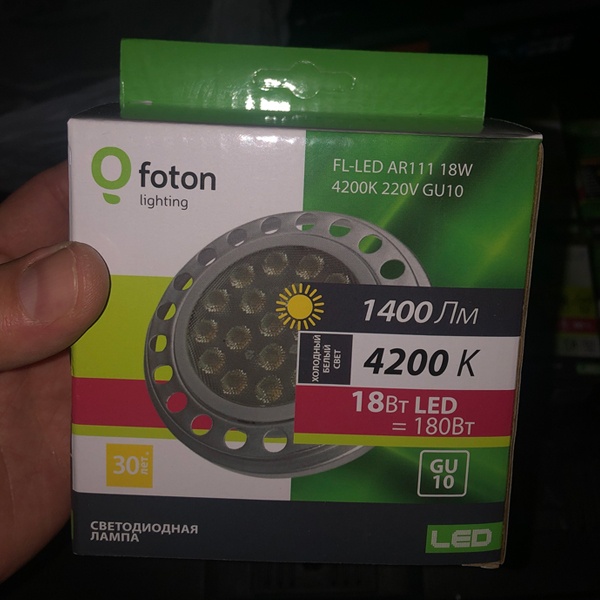 foton
lighting
FL-LED AR111 18W
4200K 220V GU10
1400 Лм
ХОЛОДНЫЙ
БЕЛЫЙ
СВЕТ
4200 K
18Вт LED
= 180Вт
30 лет
GU
10
СВЕТОДИОДНАЯ
ЛАМПА
LED